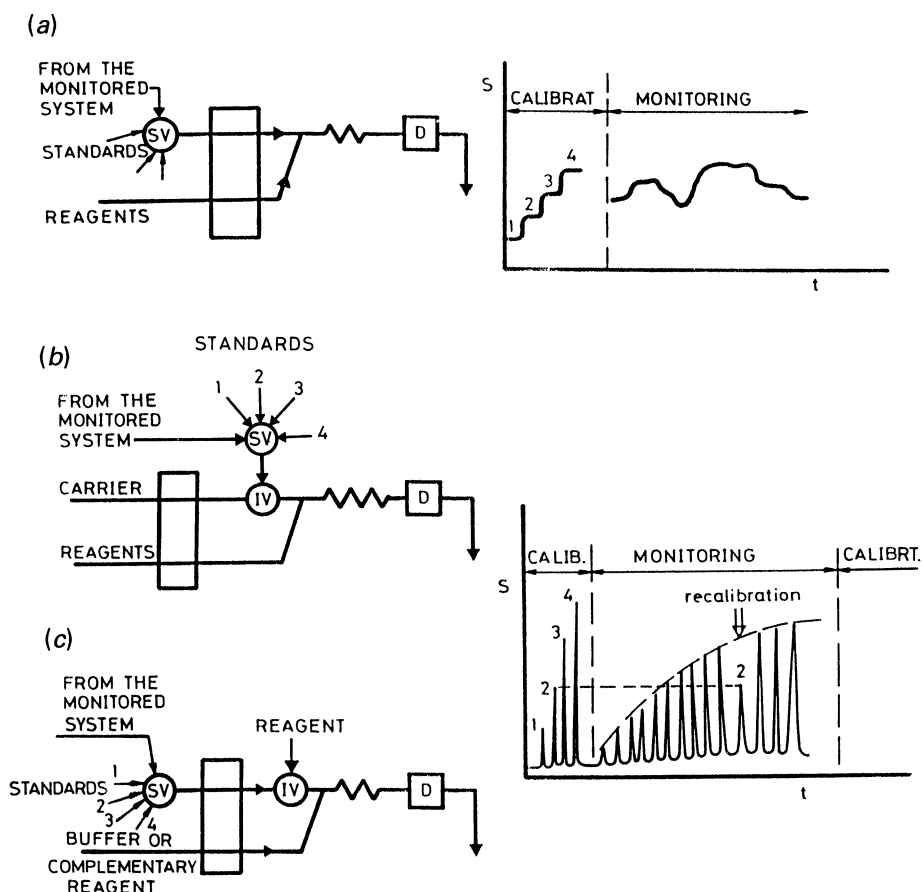 (a)
FROM THE
MONITORED
SYSTEM
SV
STANDARDS
REAGENTS
D
S
CALIBRAT
MONITORING
1
2
3
4
t
(b)
STANDARDS
1
2
3
4
FROM THE
MONITORED
SYSTEM
SV
CARRIER
IV
D
REAGENTS
S
CALIB.
MONITORING
CALIBRT.
recalibration
1
2
3
4
2
t
(c)
FROM THE
MONITORED
SYSTEM
REAGENT
STANDARDS
1
2
3
4
SV
IV
D
BUFFER OR
COMPLEMENTARY
REAGENT